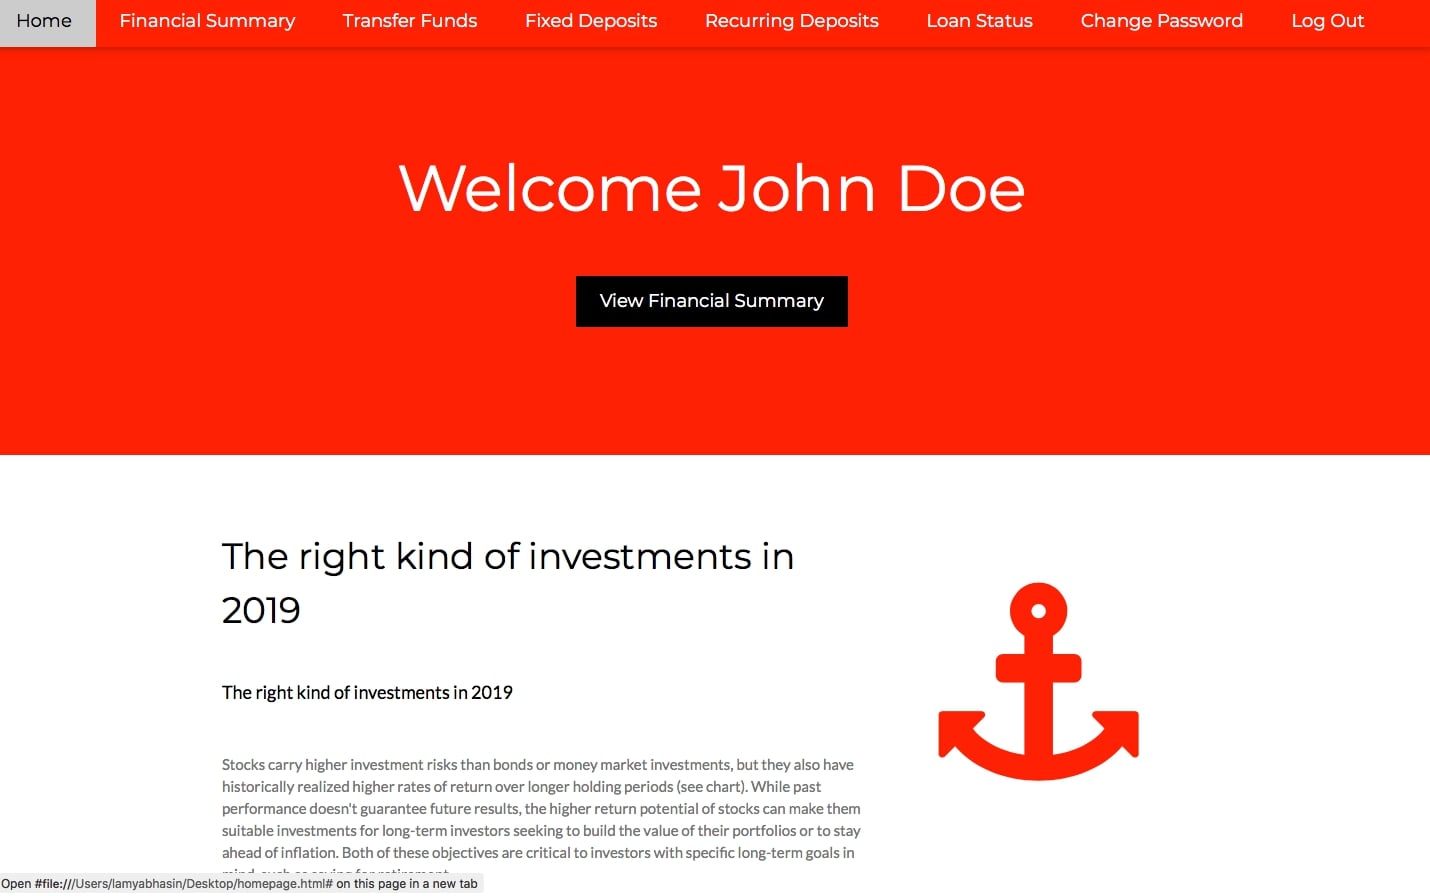 Home Financial Summary Transfer Funds Fixed Deposits Recurring Deposits Loan Status Change Password Log Out
Welcome John Doe
View Financial Summary
The right kind of investments in
2019
The right kind of investments in 2019
Stocks carry higher investment risks than bonds or money market investments, but they also have
historically realized higher rates of return over longer holding periods (see chart). While past
performance doesn't guarantee future results, the higher return potential of stocks can make them
suitable investments for long-term investors seeking to build the value of their portfolios or to stay
ahead of inflation. Both of these objectives are critical to investors with specific long-term goals in
mind, such as saving for retirement.
Open #file:///Users/lamyabhasin/Desktop/homepage.html# on this page in a new tab